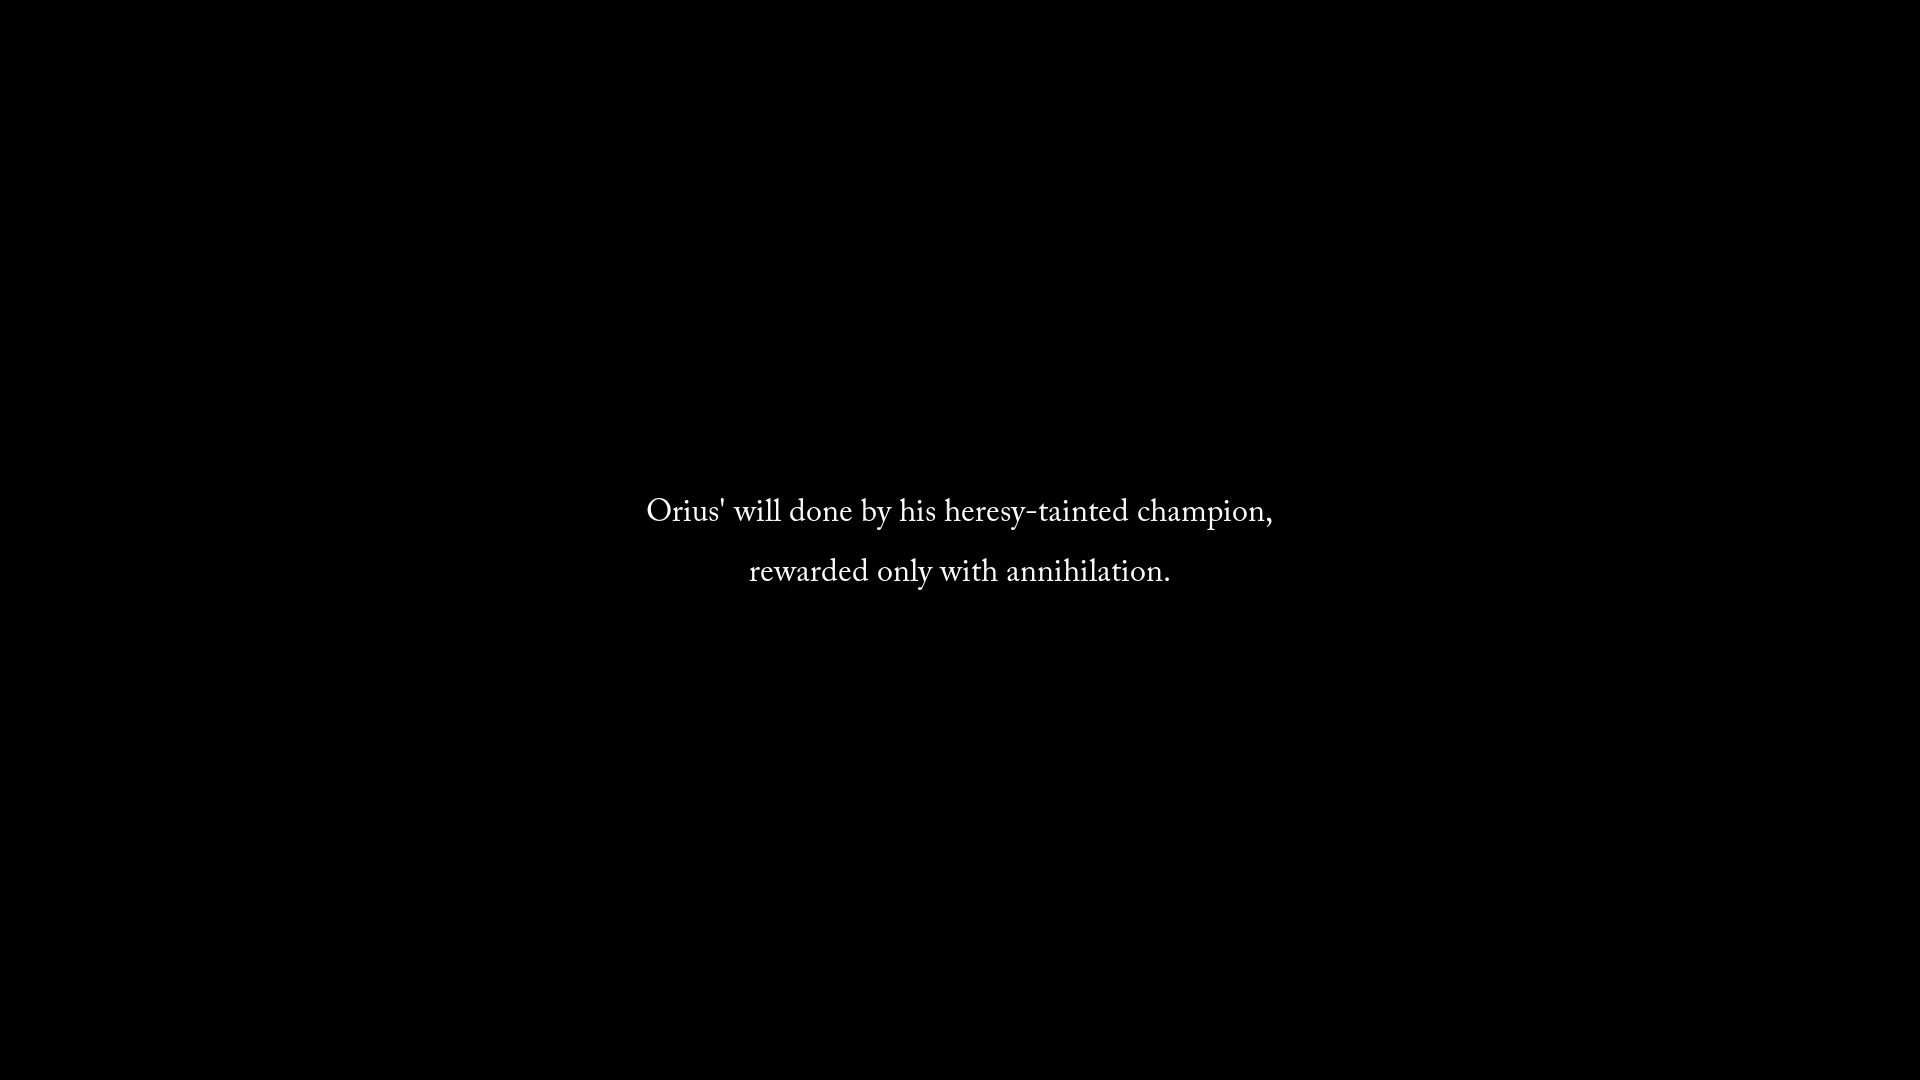 Orius' will done by his heresy-tainted champion,
rewarded only with annihilation.